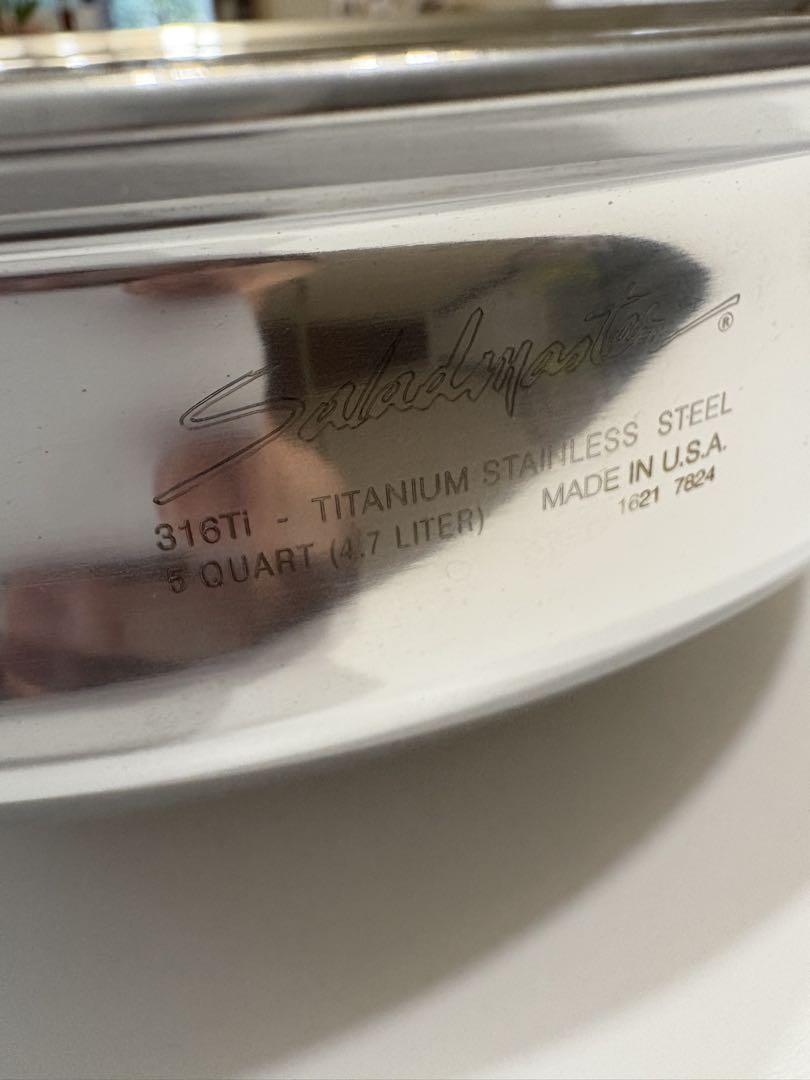 Saladmaster®
316Ti - TITANIUM STAINLESS STEEL
5 QUART (4.7 LITER) MADE IN U.S.A.
1621 7824